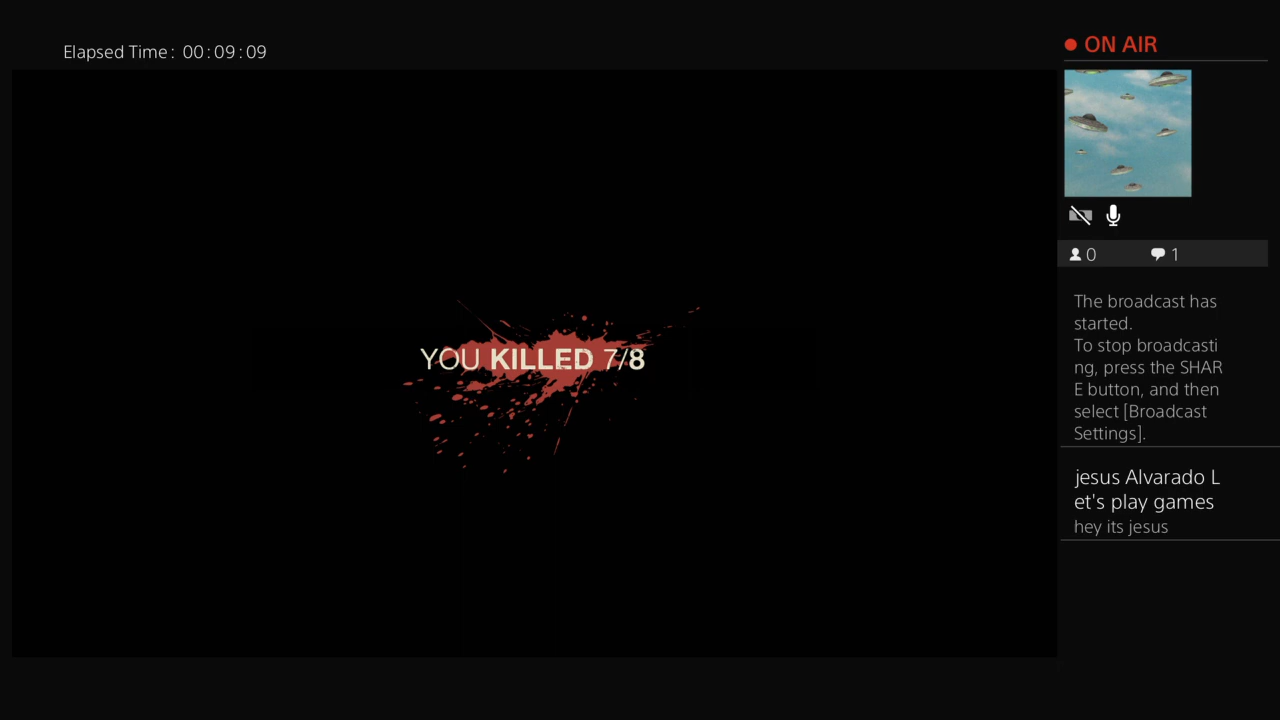 Elapsed Time: 00:09:09
ON AIR
0 1
YOU KILLED 7/8
The broadcast has
started.
To stop broadcasti
ng, press the SHAR
E button, and then
select [Broadcast
Settings].
jesus Alvarado L
et's play games
hey its jesus